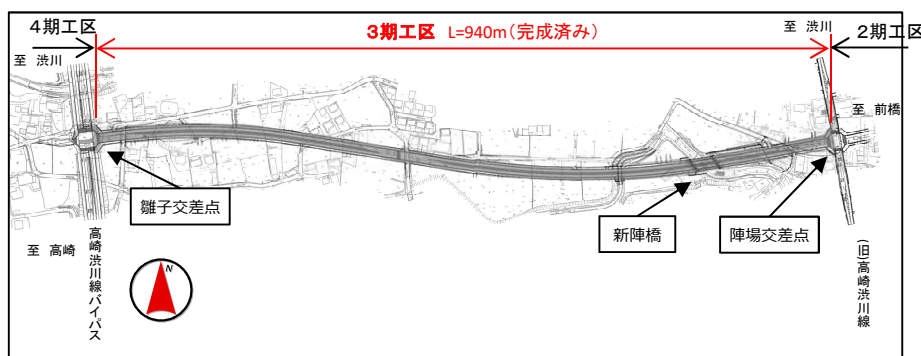 4期工区
3期工区 L=940m(完成済み)
2期工区
至 渋川
至 渋川
至 前橋
雛子交差点
新陣橋
陣場交差点
至 高崎
高崎渋川線バイパス
N
(旧)高崎渋川線